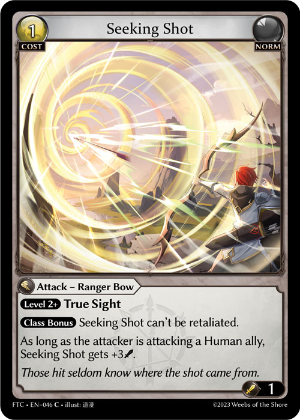 1
COST
Seeking Shot
NORM
Attack – Ranger Bow
Level 2+ True Sight
Class Bonus Seeking Shot can't be retaliated.
As long as the attacker is attacking a Human ally,
Seeking Shot gets +3
Those hit seldom know where the shot came from.
1
FTC • EN–046 C • illust: 道童
©2023 Weebs of the Shore